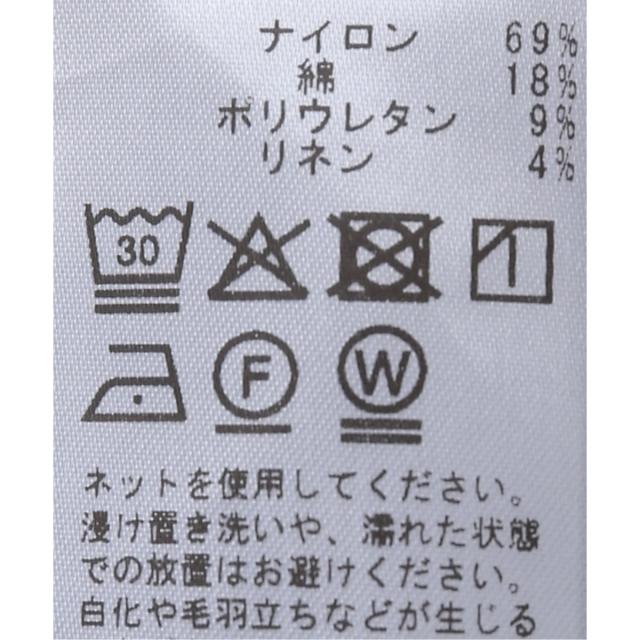 ナイロン 69%
綿 18%
ポリウレタン 9%
リネン 4%
30
F W
ネットを使用してください。
浸け置き洗いや、濡れた状態
での放置はお避けください。
白化や毛羽立ちなどが生じる